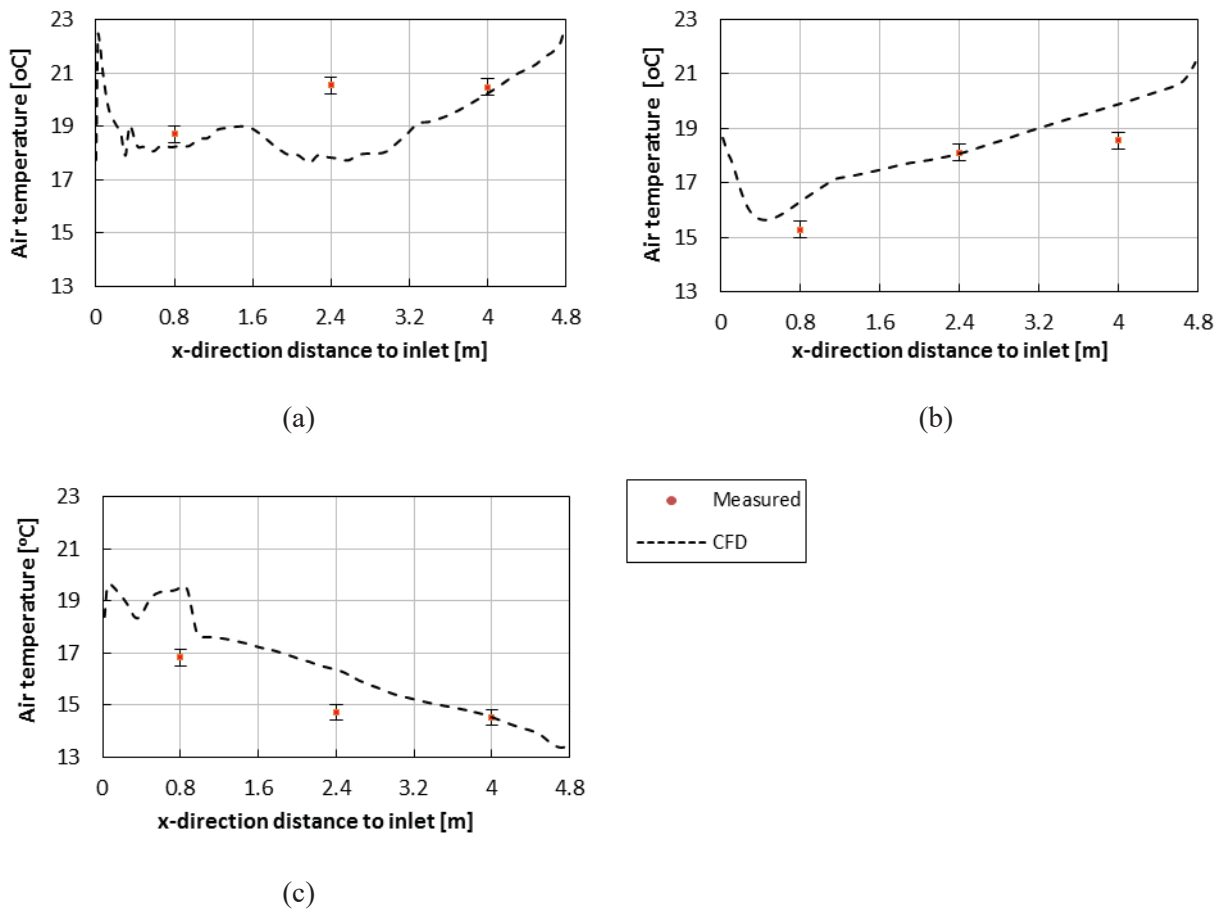 23
21
19
17
15
13
Air temperature [oC]
0 0.8 1.6 2.4 3.2 4 4.8
x-direction distance to inlet [m]
(a)
23
21
19
17
15
13
Air temperature [oC]
0 0.8 1.6 2.4 3.2 4 4.8
x-direction distance to inlet [m]
(b)
23
21
19
17
15
13
Air temperature [ºC]
0 0.8 1.6 2.4 3.2 4 4.8
x-direction distance to inlet [m]
(c)
Measured
CFD